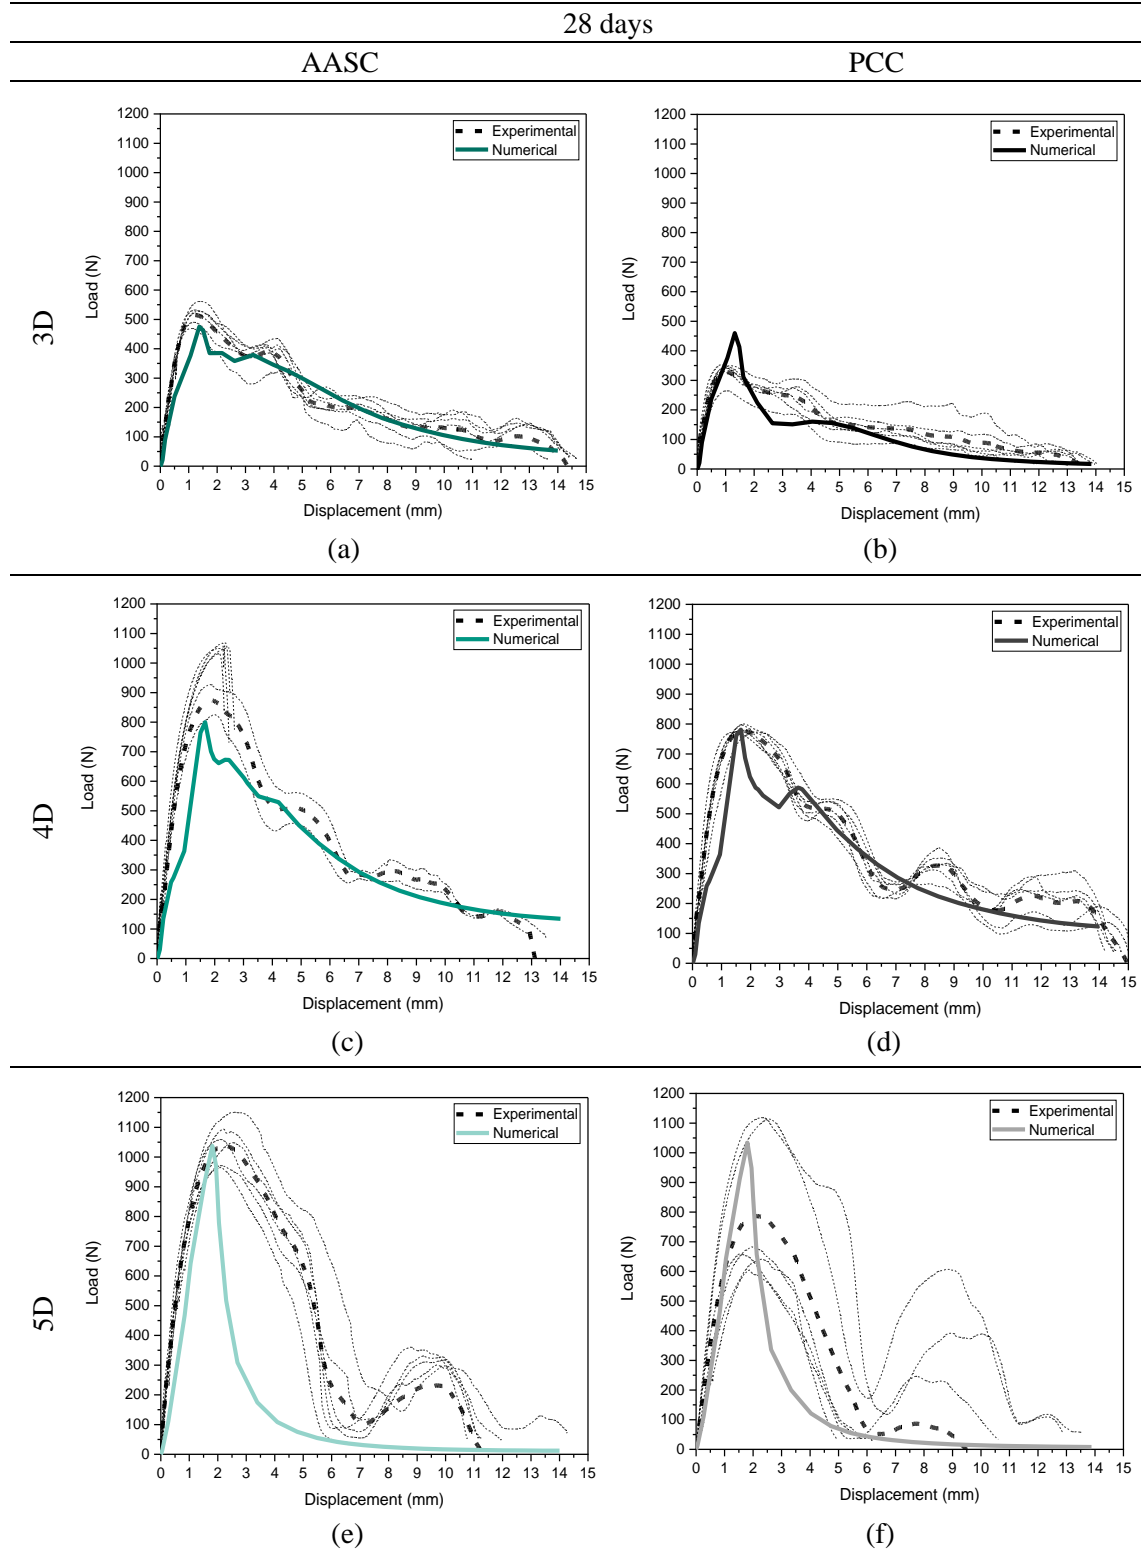 28 days
AASC PCC
3D
1200
1100
1000
900
800
700
600
500
400
300
200
100
0
Load (N)
Experimental
Numerical
0 1 2 3 4 5 6 7 8 9 10 11 12 13 14 15
Displacement (mm)
(a)
1200
1100
1000
900
800
700
600
500
400
300
200
100
0
Load (N)
Experimental
Numerical
0 1 2 3 4 5 6 7 8 9 10 11 12 13 14 15
Displacement (mm)
(b)
4D
1200
1100
1000
900
800
700
600
500
400
300
200
100
0
Load (N)
Experimental
Numerical
0 1 2 3 4 5 6 7 8 9 10 11 12 13 14 15
Displacement (mm)
(c)
1200
1100
1000
900
800
700
600
500
400
300
200
100
0
Load (N)
Experimental
Numerical
0 1 2 3 4 5 6 7 8 9 10 11 12 13 14 15
Displacement (mm)
(d)
5D
1200
1100
1000
900
800
700
600
500
400
300
200
100
0
Load (N)
Experimental
Numerical
0 1 2 3 4 5 6 7 8 9 10 11 12 13 14 15
Displacement (mm)
(e)
1200
1100
1000
900
800
700
600
500
400
300
200
100
0
Load (N)
Experimental
Numerical
0 1 2 3 4 5 6 7 8 9 10 11 12 13 14 15
Displacement (mm)
(f)